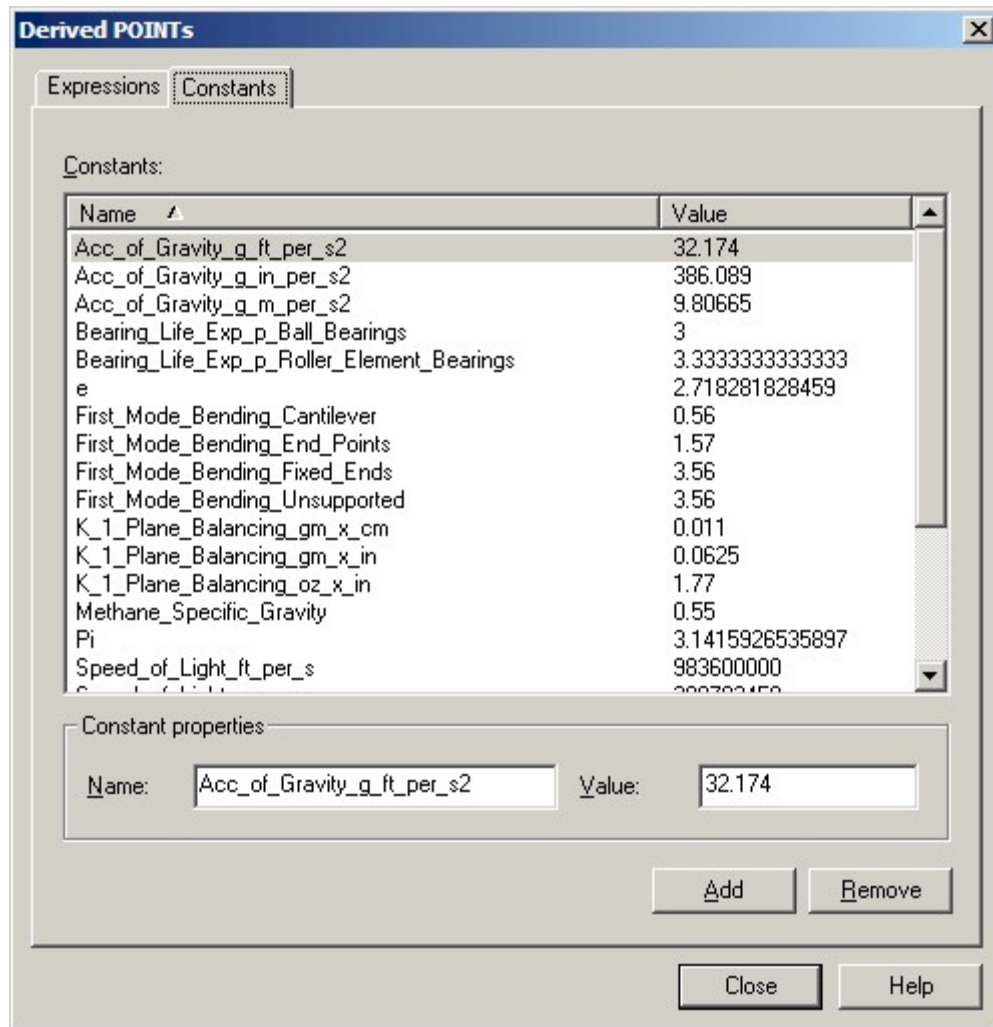 Derived POINTs
Expressions Constants
Constants:
Name Value
Acc_of_Gravity_g_ft_per_s2 32.174
Acc_of_Gravity_g_in_per_s2 386.089
Acc_of_Gravity_g_m_per_s2 9.80665
Bearing_Life_Exp_p_Ball_Bearings 3
Bearing_Life_Exp_p_Roller_Element_Bearings 3.3333333333333
e 2.718281828459
First_Mode_Bending_Cantilever 0.56
First_Mode_Bending_End_Points 1.57
First_Mode_Bending_Fixed_Ends 3.56
First_Mode_Bending_Unsupported 3.56
K_1_Plane_Balancing_gm_x_cm 0.011
K_1_Plane_Balancing_gm_x_in 0.0625
K_1_Plane_Balancing_oz_x_in 1.77
Methane_Specific_Gravity 0.55
Pi 3.1415926535897
Speed_of_Light_ft_per_s 983600000
Constant properties
Name: Acc_of_Gravity_g_ft_per_s2 Value: 32.174
Add Remove
Close Help